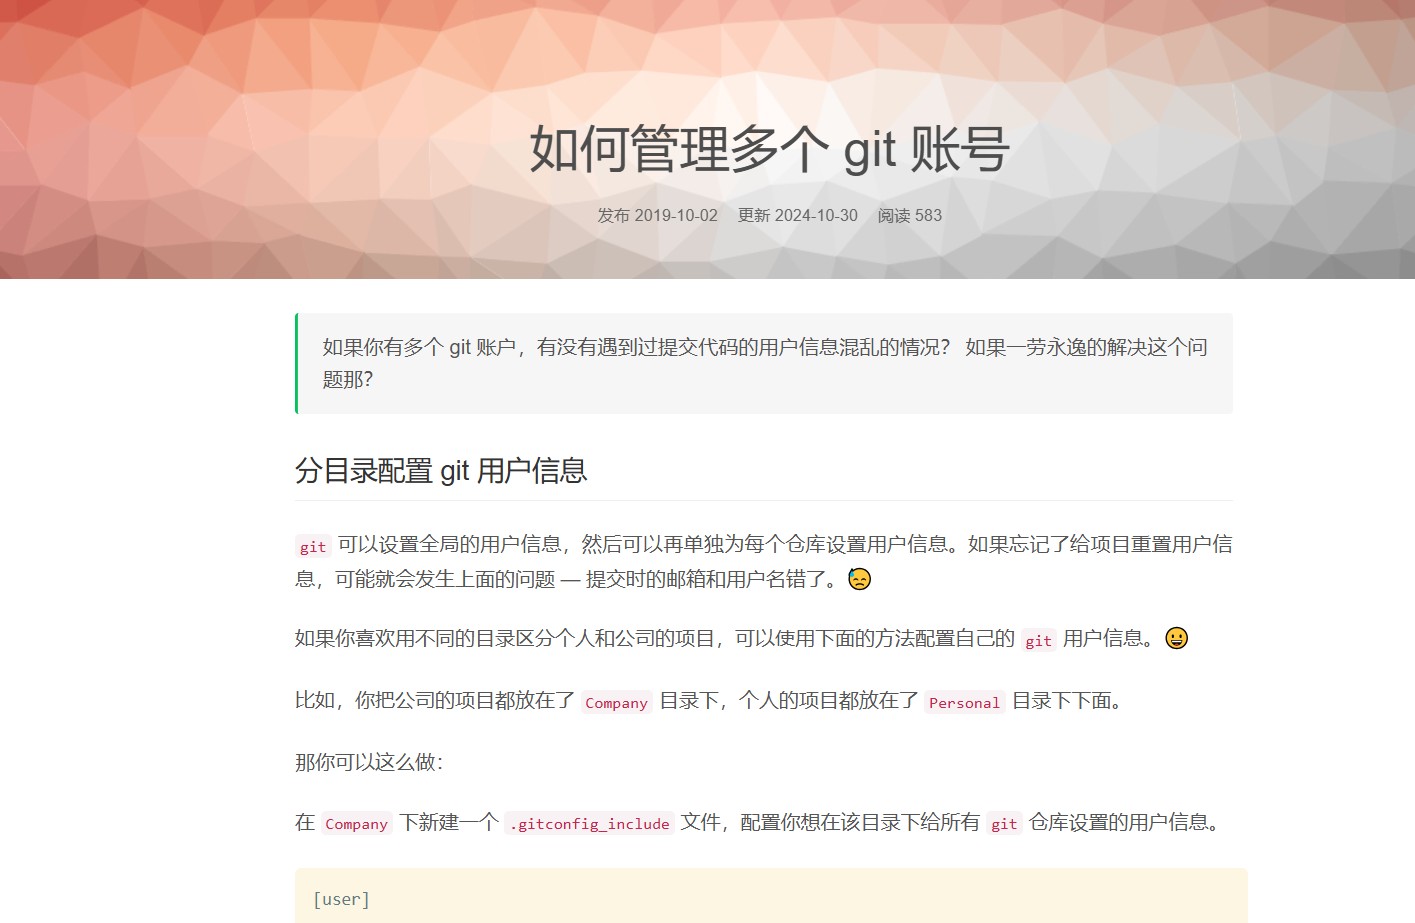 如何管理多个 git 账号
发布 2019-10-02 更新 2024-10-30 阅读 583
如果你有多个 git 账户，有没有遇到过提交代码的用户信息混乱的情况？ 如果一劳永逸的解决这个问
题那？
分目录配置 git 用户信息
git 可以设置全局的用户信息，然后可以再单独为每个仓库设置用户信息。如果忘记了给项目重置用户信
息，可能就会发生上面的问题 — 提交时的邮箱和用户名错了。😓
如果你喜欢用不同的目录区分个人和公司的项目，可以使用下面的方法配置自己的 git 用户信息。😀
比如，你把公司的项目都放在了 Company 目录下，个人的项目都放在了 Personal 目录下下面。
那你可以这么做：
在 Company 下新建一个 .gitconfig_include 文件，配置你想在该目录下给所有 git 仓库设置的用户信息。
[user]